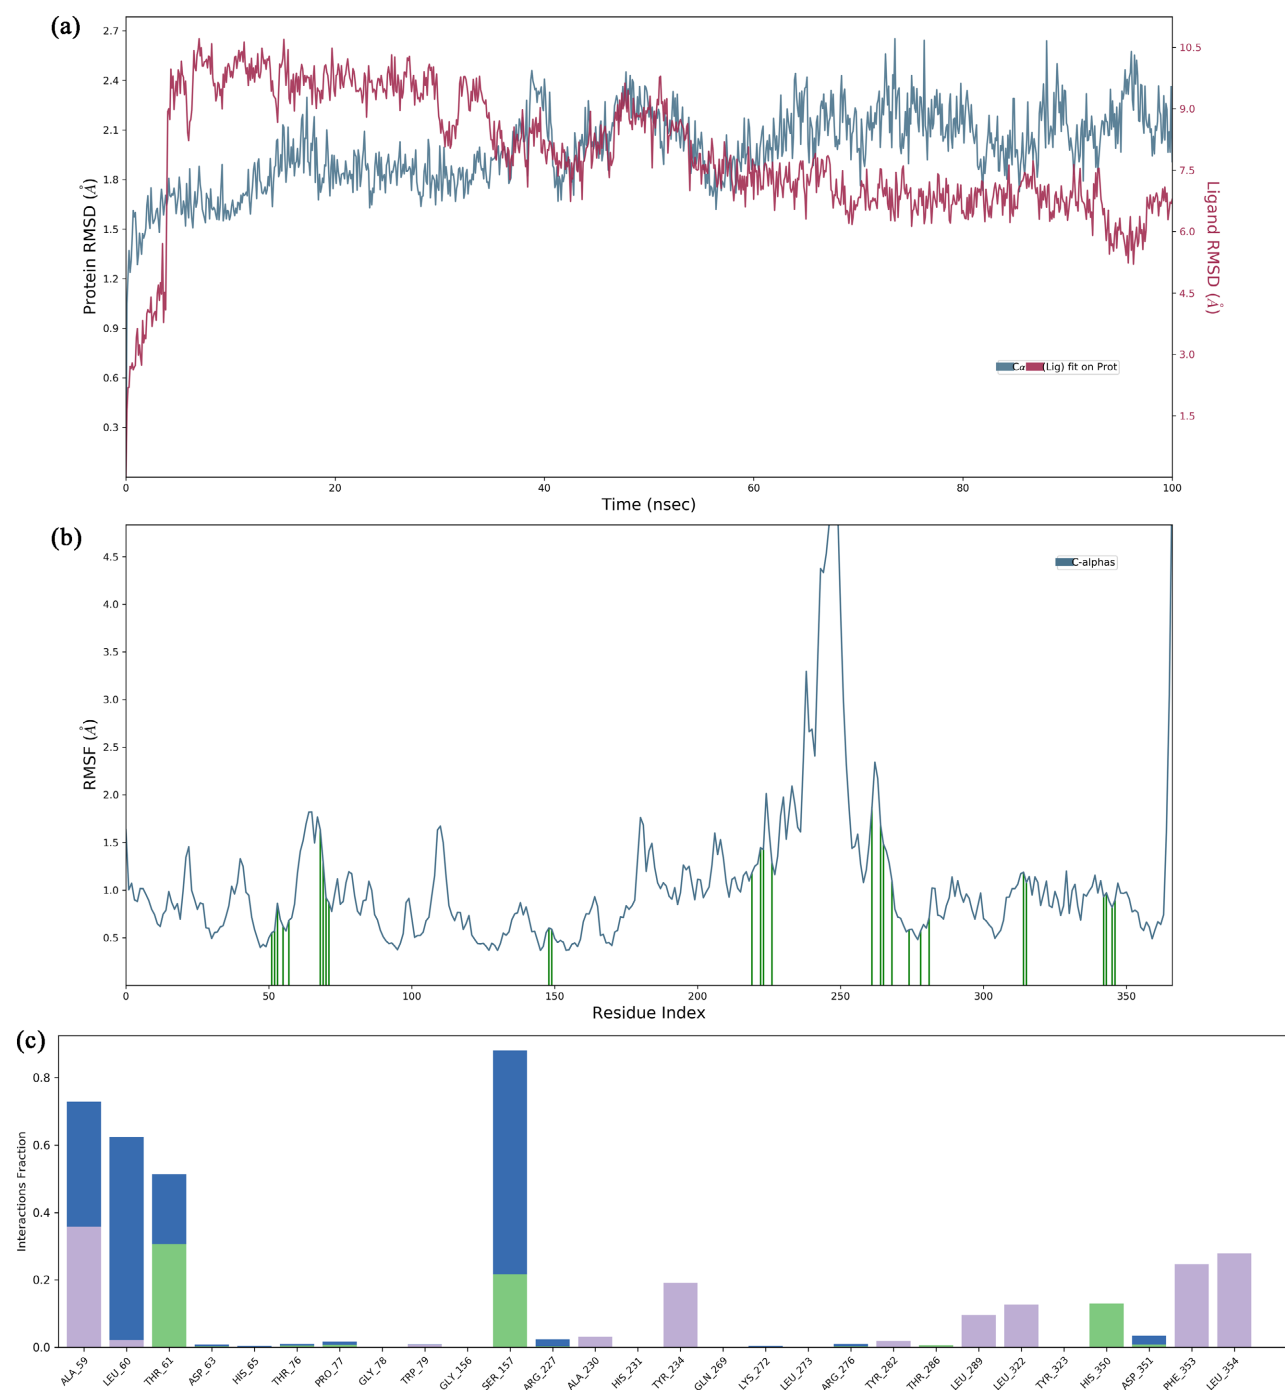 (a)
2.7
2.4
2.1
1.8
1.5
1.2
0.9
0.6
0.3
Protein RMSD (Å)
10.5
9.0
7.5
6.0
4.5
3.0
1.5
Ligand RMSD (Å)
Cα (Lig) fit on Prot
0 20 40 60 80 100
Time (nsec)
(b)
4.5
4.0
3.5
3.0
2.5
2.0
1.5
1.0
0.5
RMSF (Å)
C-alphas
0 50 100 150 200 250 300 350
Residue Index
(c)
0.8
0.6
0.4
0.2
0.0
Interactions Fraction
ALA_59
LEU_60
THR_61
ASP_63
HIS_65
THR_76
PRO_77
GLY_78
TRP_79
GLY_156
SER_157
ARG_227
ALA_230
HIS_231
TYR_234
GLN_269
LYS_272
LEU_273
ARG_276
TYR_282
THR_286
LEU_289
LEU_322
TYR_323
HIS_350
ASP_351
PHE_353
LEU_354